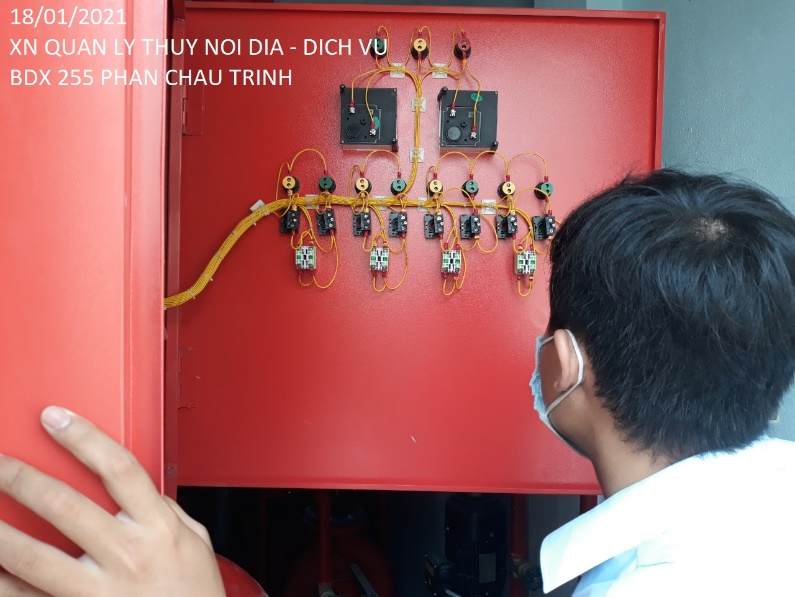 18/01/2021
XN QUAN LY THUY NOI DIA - DICH VU
BDX 255 PHAN CHAU TRINH